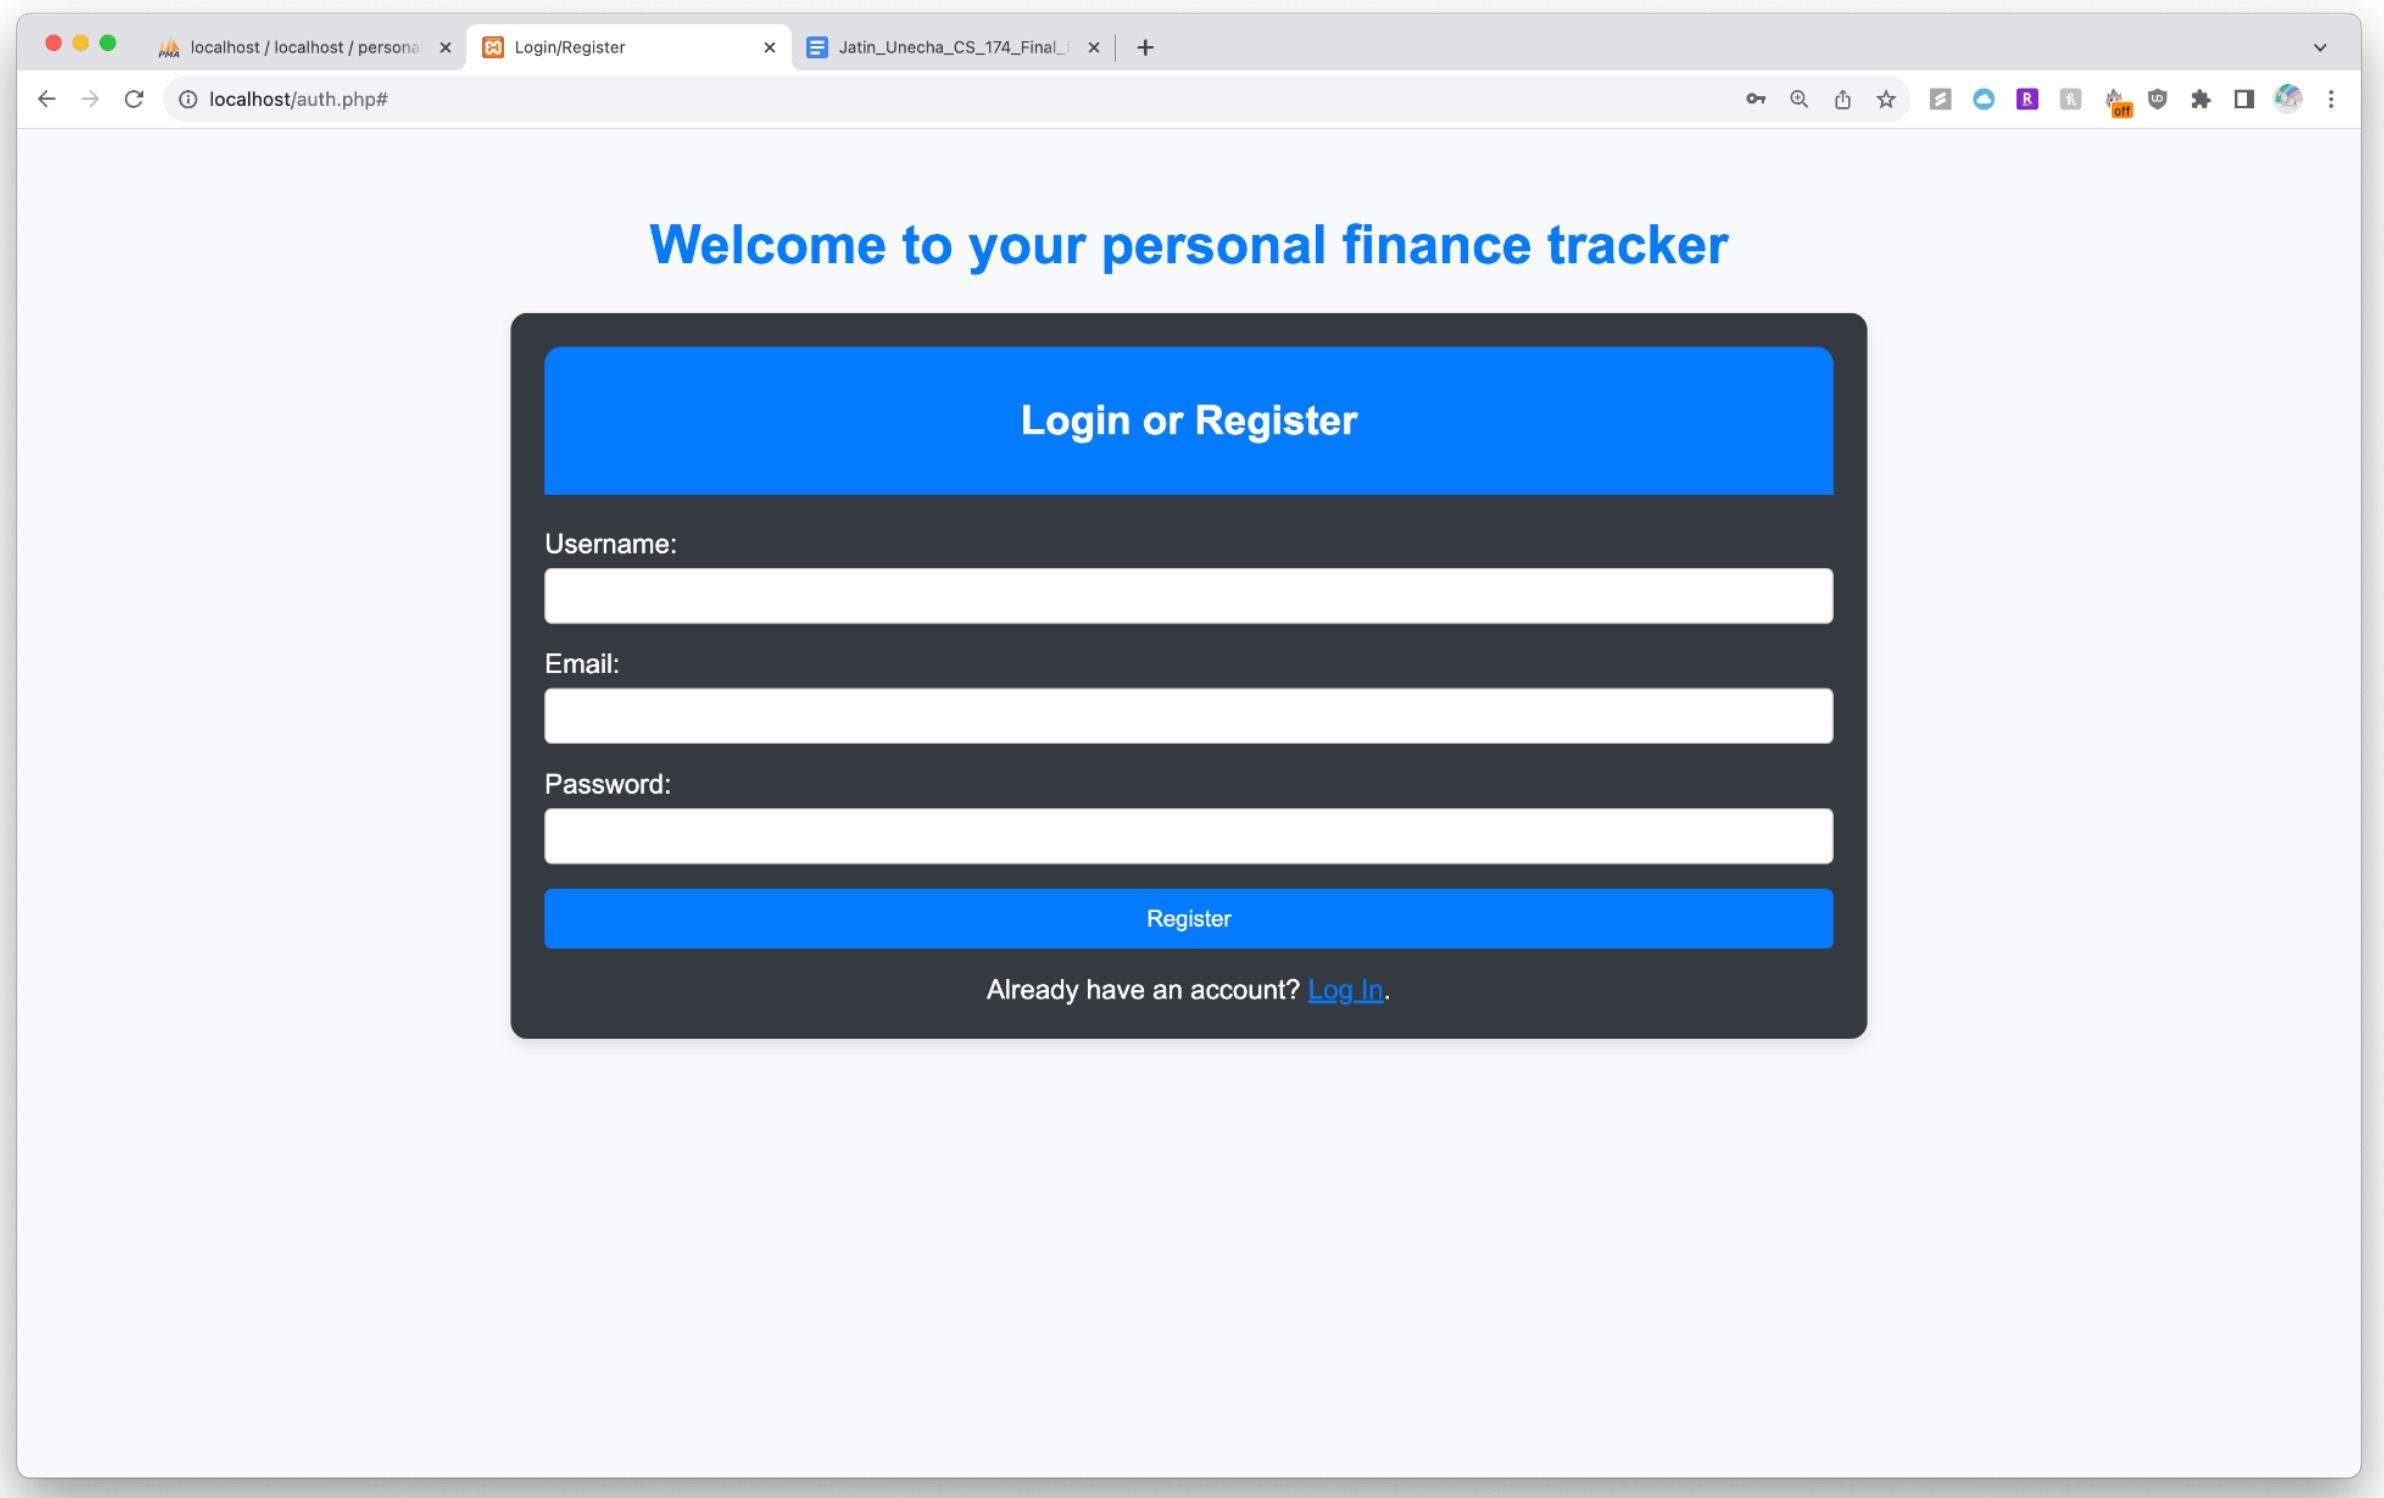 PMA localhost / localhost / persona
Login/Register
Jatin_Unecha_CS_174_Final_
localhost/auth.php#
R
off
Welcome to your personal finance tracker
Login or Register
Username:
Email:
Password:
Register
Already have an account? Log In.